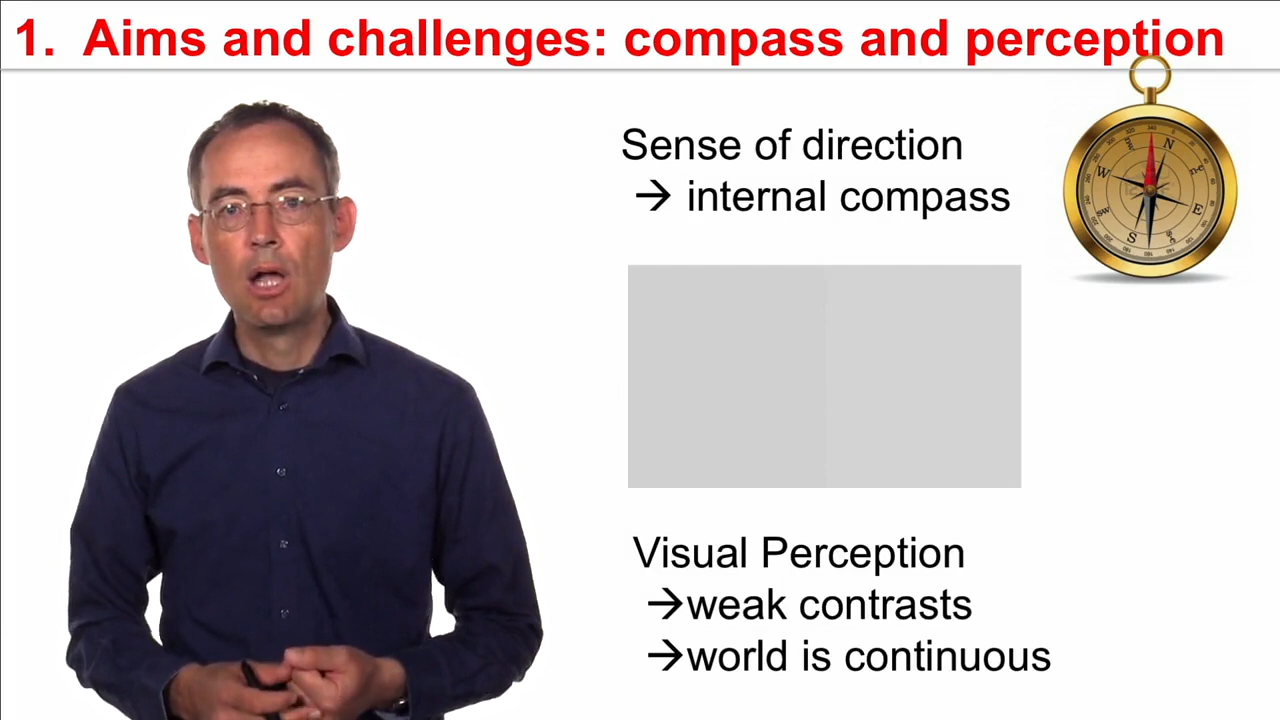 1. Aims and challenges: compass and perception
Sense of direction
→ internal compass
N
W
E
SW
S
Visual Perception
→weak contrasts
→world is continuous